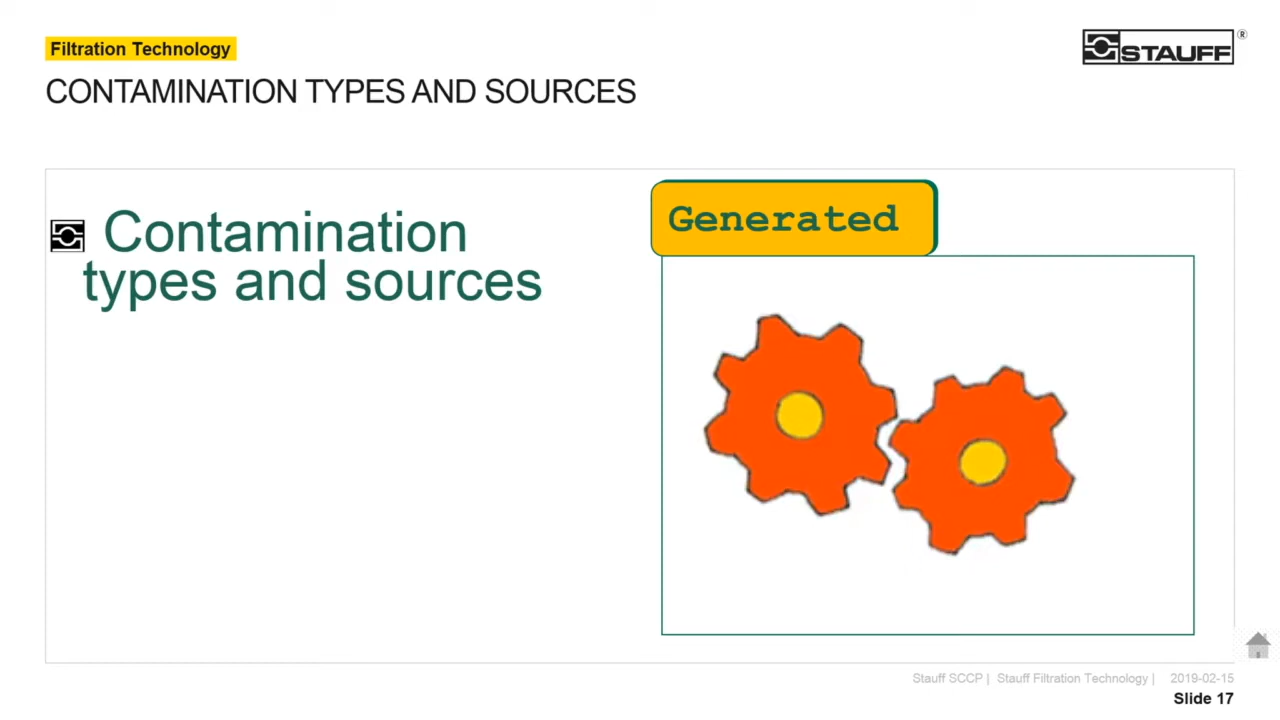 Filtration Technology
STAUFF®
CONTAMINATION TYPES AND SOURCES
Contamination
types and sources
Generated
Stauff SCCP | Stauff Filtration Technology | 2019-02-15
Slide 17